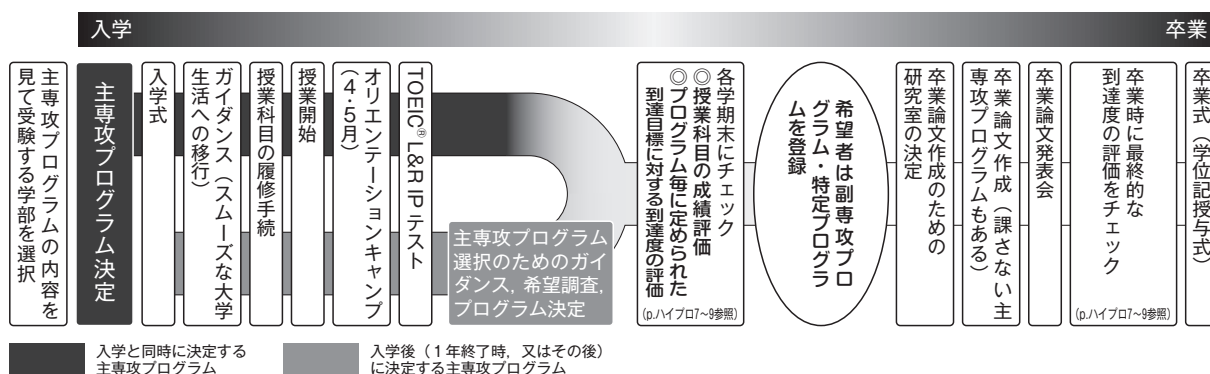 入学
卒業
主専攻プログラムの内容を
見て受験する学部を選択
主専攻プログラム決定
入学式
ガイダンス（スムーズな大学
生活への移行）
授業科目の履修手続
授業開始
オリエンテーションキャンプ
（4・5月）
TOEIC® L&R IP テスト
主専攻プログラム
選択のためのガイ
ダンス，希望調査，
プログラム決定
各学期末にチェック
◎授業科目の成績評価
◎プログラム毎に定められた
到達目標に対する到達度の評価
(p.ハイプロ7~9参照)
希望者は副専攻プロ
グラム・特定プログラ
ムを登録
卒業論文作成のための
研究室の決定
卒業論文作成（課さない主
専攻プログラムもある）
卒業論文発表会
卒業時に最終的な
到達度の評価をチェック
(p.ハイプロ7~9参照)
卒業式（学位記授与式）
入学と同時に決定する
主専攻プログラム
入学後（1年終了時，又はその後）
に決定する主専攻プログラム